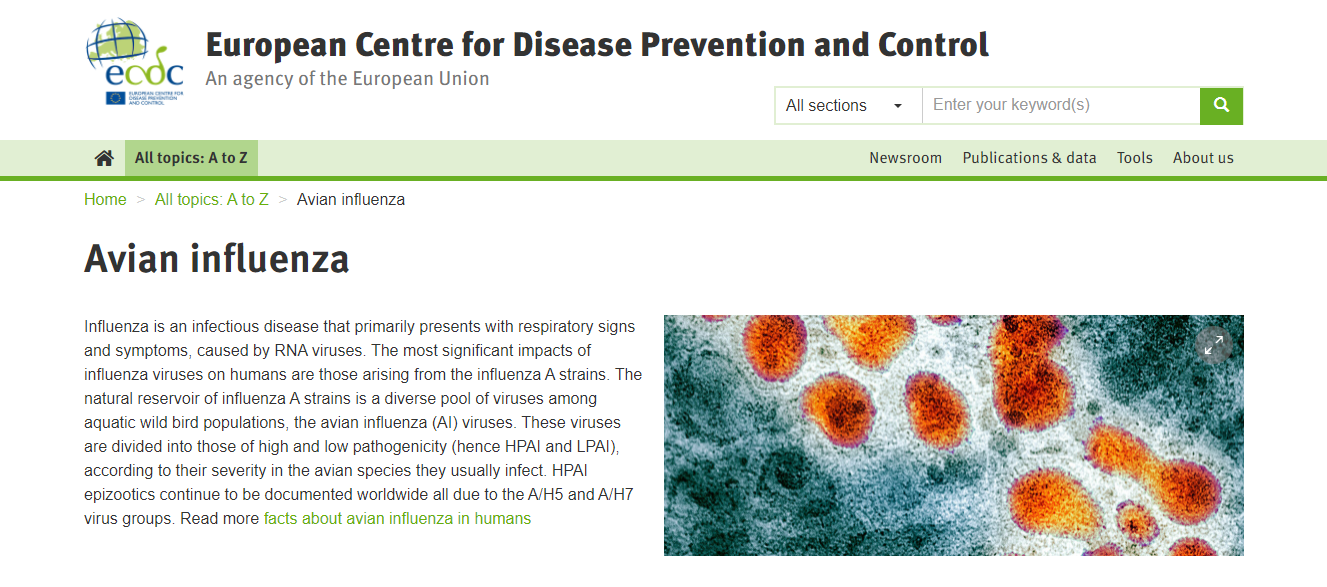 European Centre for Disease Prevention and Control
An agency of the European Union
ecdc
EUROPEAN CENTRE FOR
DISEASE PREVENTION
AND CONTROL
All sections
Enter your keyword(s)
All topics: A to Z
Newsroom
Publications & data
Tools
About us
Home > All topics: A to Z > Avian influenza
Avian influenza
Influenza is an infectious disease that primarily presents with respiratory signs
and symptoms, caused by RNA viruses. The most significant impacts of
influenza viruses on humans are those arising from the influenza A strains. The
natural reservoir of influenza A strains is a diverse pool of viruses among
aquatic wild bird populations, the avian influenza (AI) viruses. These viruses
are divided into those of high and low pathogenicity (hence HPAI and LPAI),
according to their severity in the avian species they usually infect. HPAI
epizootics continue to be documented worldwide all due to the A/H5 and A/H7
virus groups. Read more facts about avian influenza in humans